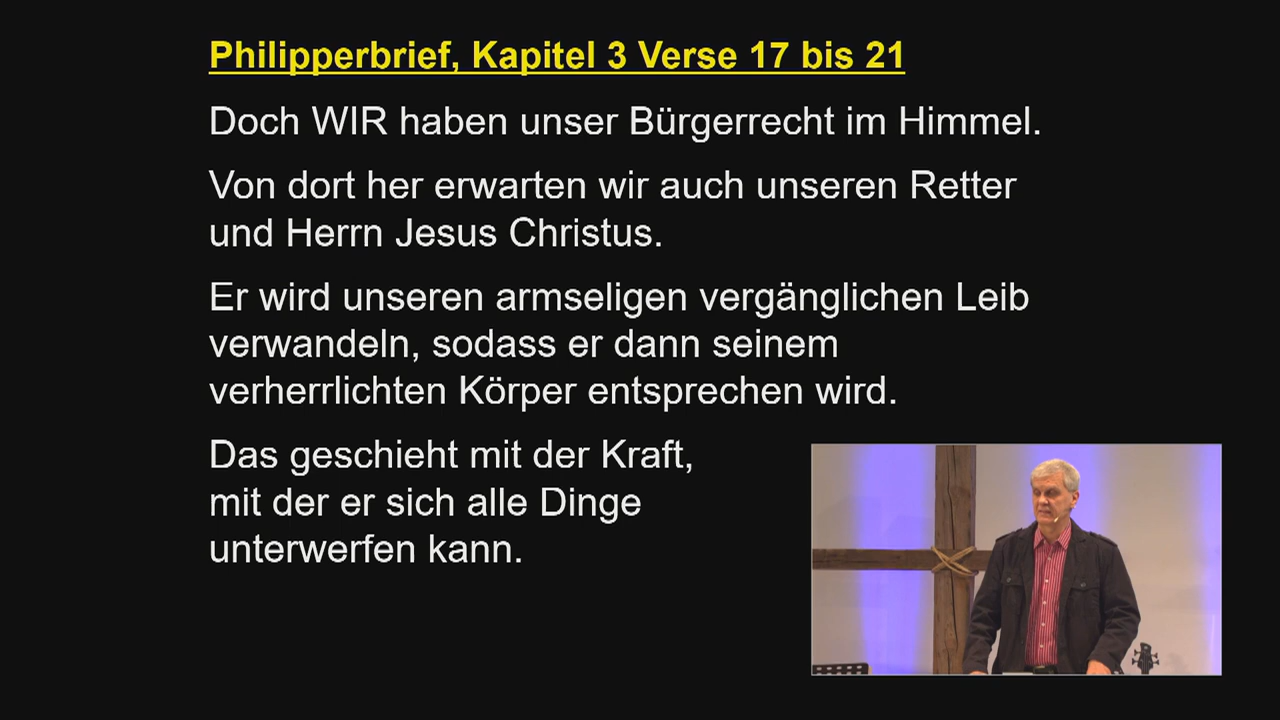 Philipperbrief, Kapitel 3 Verse 17 bis 21
Doch WIR haben unser Bürgerrecht im Himmel.
Von dort her erwarten wir auch unseren Retter
und Herrn Jesus Christus.
Er wird unseren armseligen vergänglichen Leib
verwandeln, sodass er dann seinem
verherrlichten Körper entsprechen wird.
Das geschieht mit der Kraft,
mit der er sich alle Dinge
unterwerfen kann.